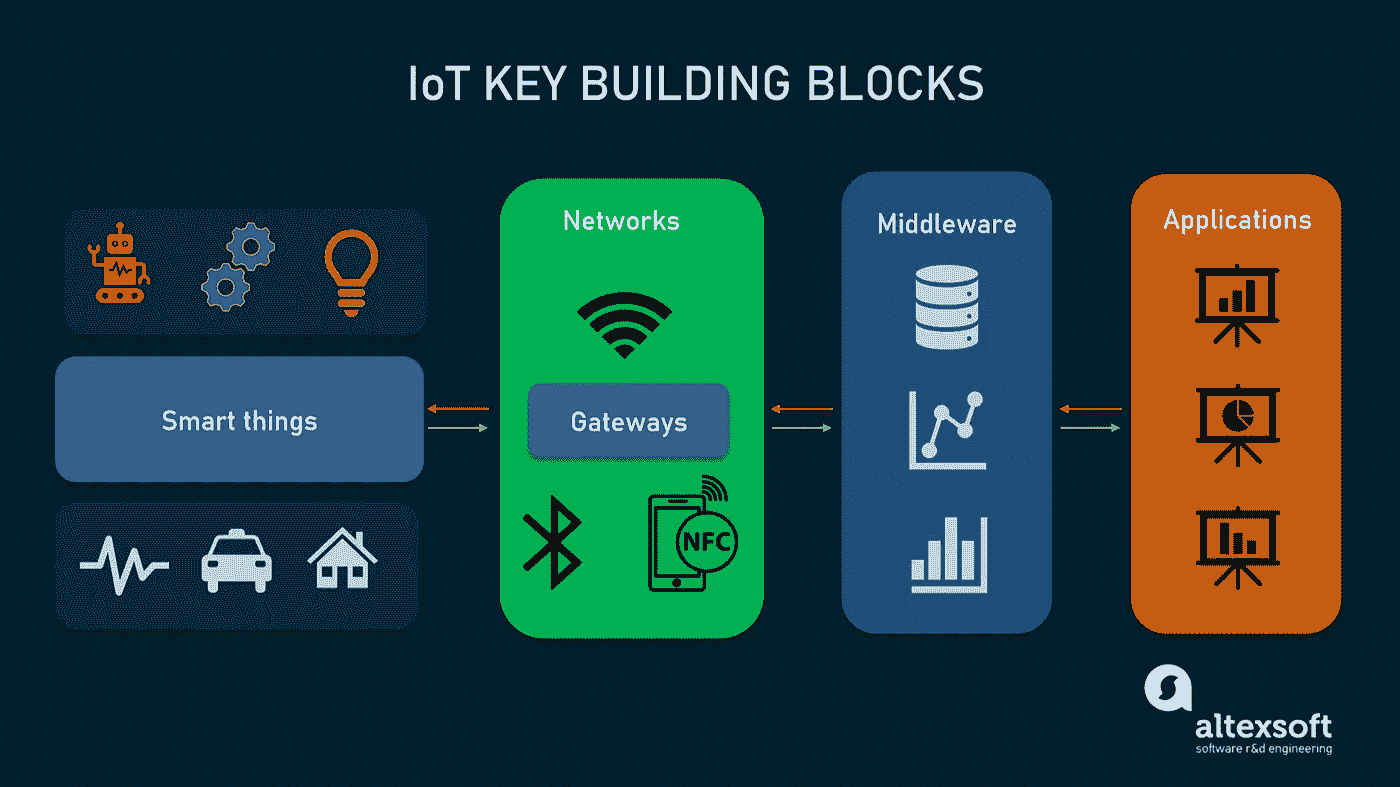 IoT KEY BUILDING BLOCKS
Networks
Middleware
Applications
Smart things
Gateways
NFC
altexsoft
software r&d engineering